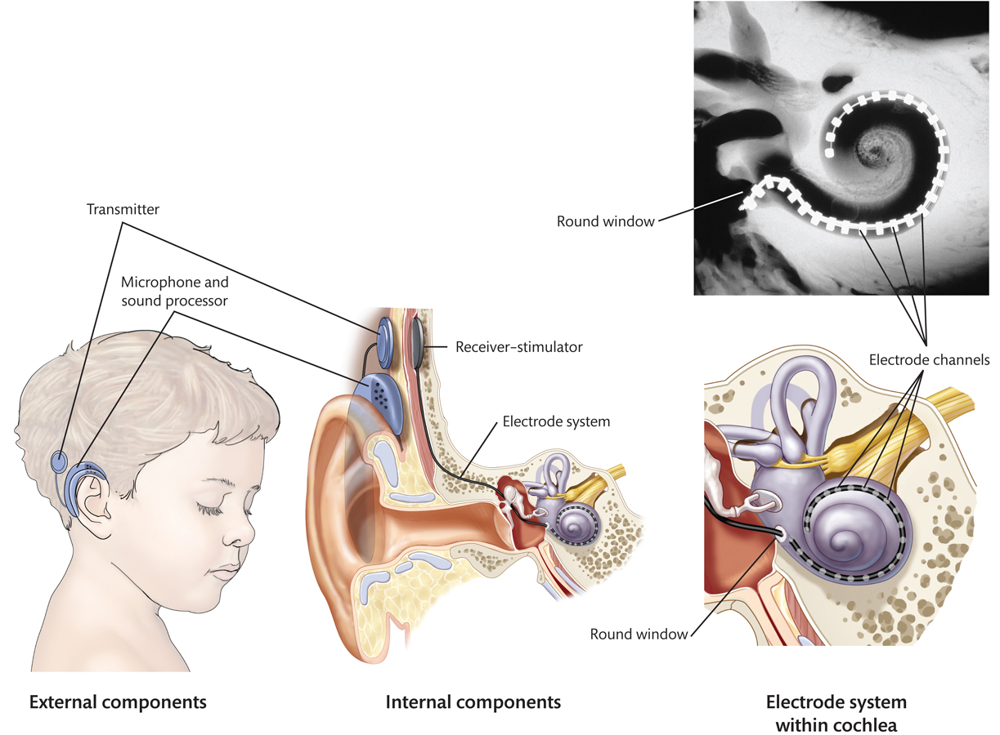 Round window
Transmitter
Microphone and
sound processor
Receiver–stimulator
Electrode channels
Electrode system
Round window
External components
Internal components
Electrode system
within cochlea